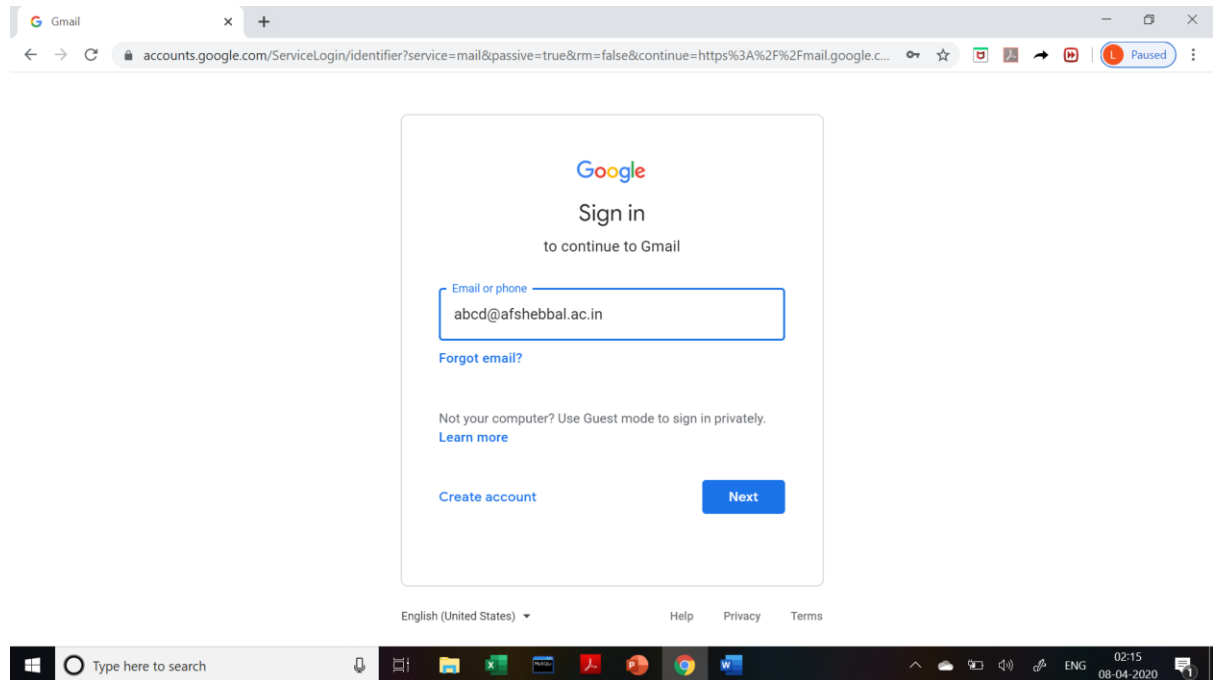 Gmail
accounts.google.com/ServiceLogin/identifier?service=mail&passive=true&rm=false&continue=https%3A%2F%2Fmail.google.c...
L Paused
Google
Sign in
to continue to Gmail
Email or phone
abcd@afshebbal.ac.in
Forgot email?
Not your computer? Use Guest mode to sign in privately.
Learn more
Create account
Next
English (United States)
Help Privacy Terms
Type here to search
ENG
02:15
08-04-2020
1